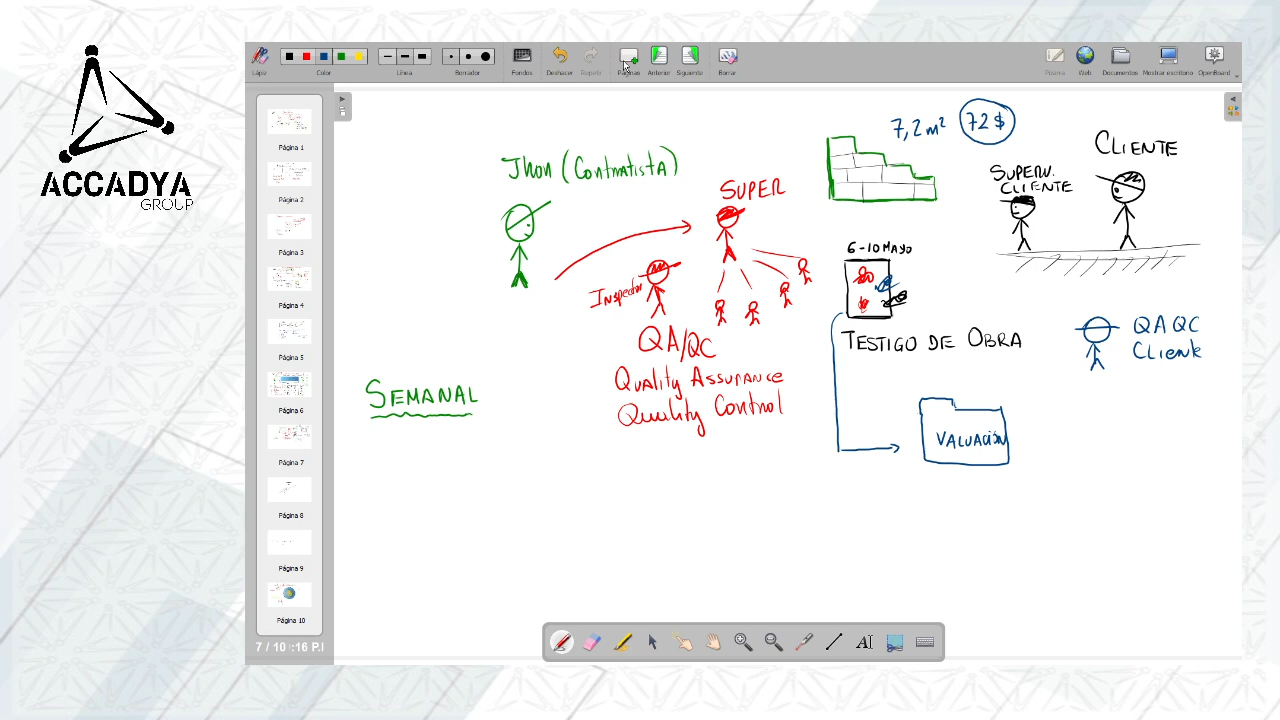 ACCADYA
GROUP
Lápiz
Color
Línea
Borrador
Fondos
Deshacer
Repetir
Páginas
Anterior
Siguiente
Borrar
Pizarra
Web
Documentos
Mostrar escritorio
OpenBoard
Página 1
Página 2
Página 3
Página 4
Página 5
Página 6
Página 7
Página 8
Página 9
Página 10
7 / 10
Jhon (Contratista)
SUPER
Inspector
QA/QC
Quality Assurance
Quality Control
SEMANAL
7,2 m²
72 $
SUPERV.
CLIENTE
CLIENTE
6-10 MAYO
TESTIGO DE OBRA
QA QC
Cliente
VALUACIÓN